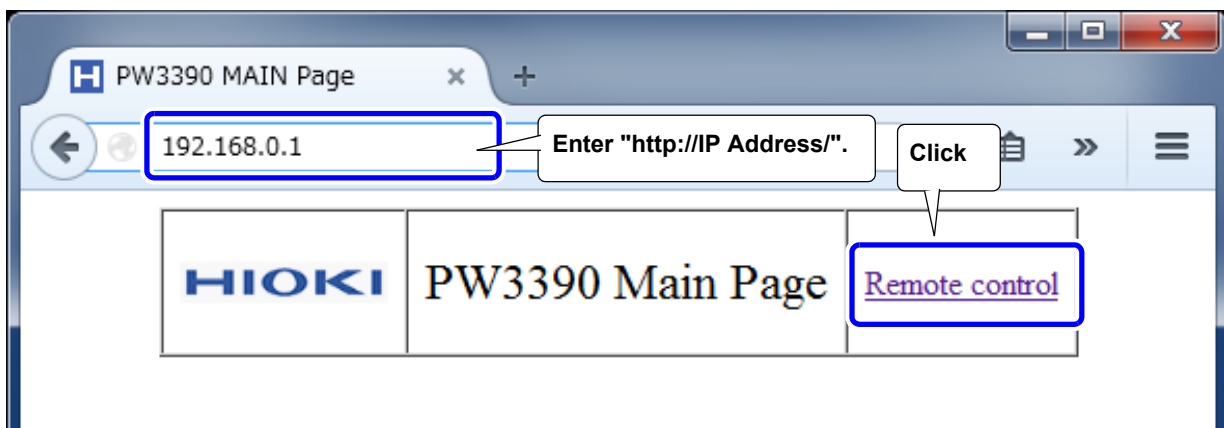 PW3390 MAIN Page
192.168.0.1
Enter "http://IP Address/".
Click
HIOKI
PW3390 Main Page
Remote control